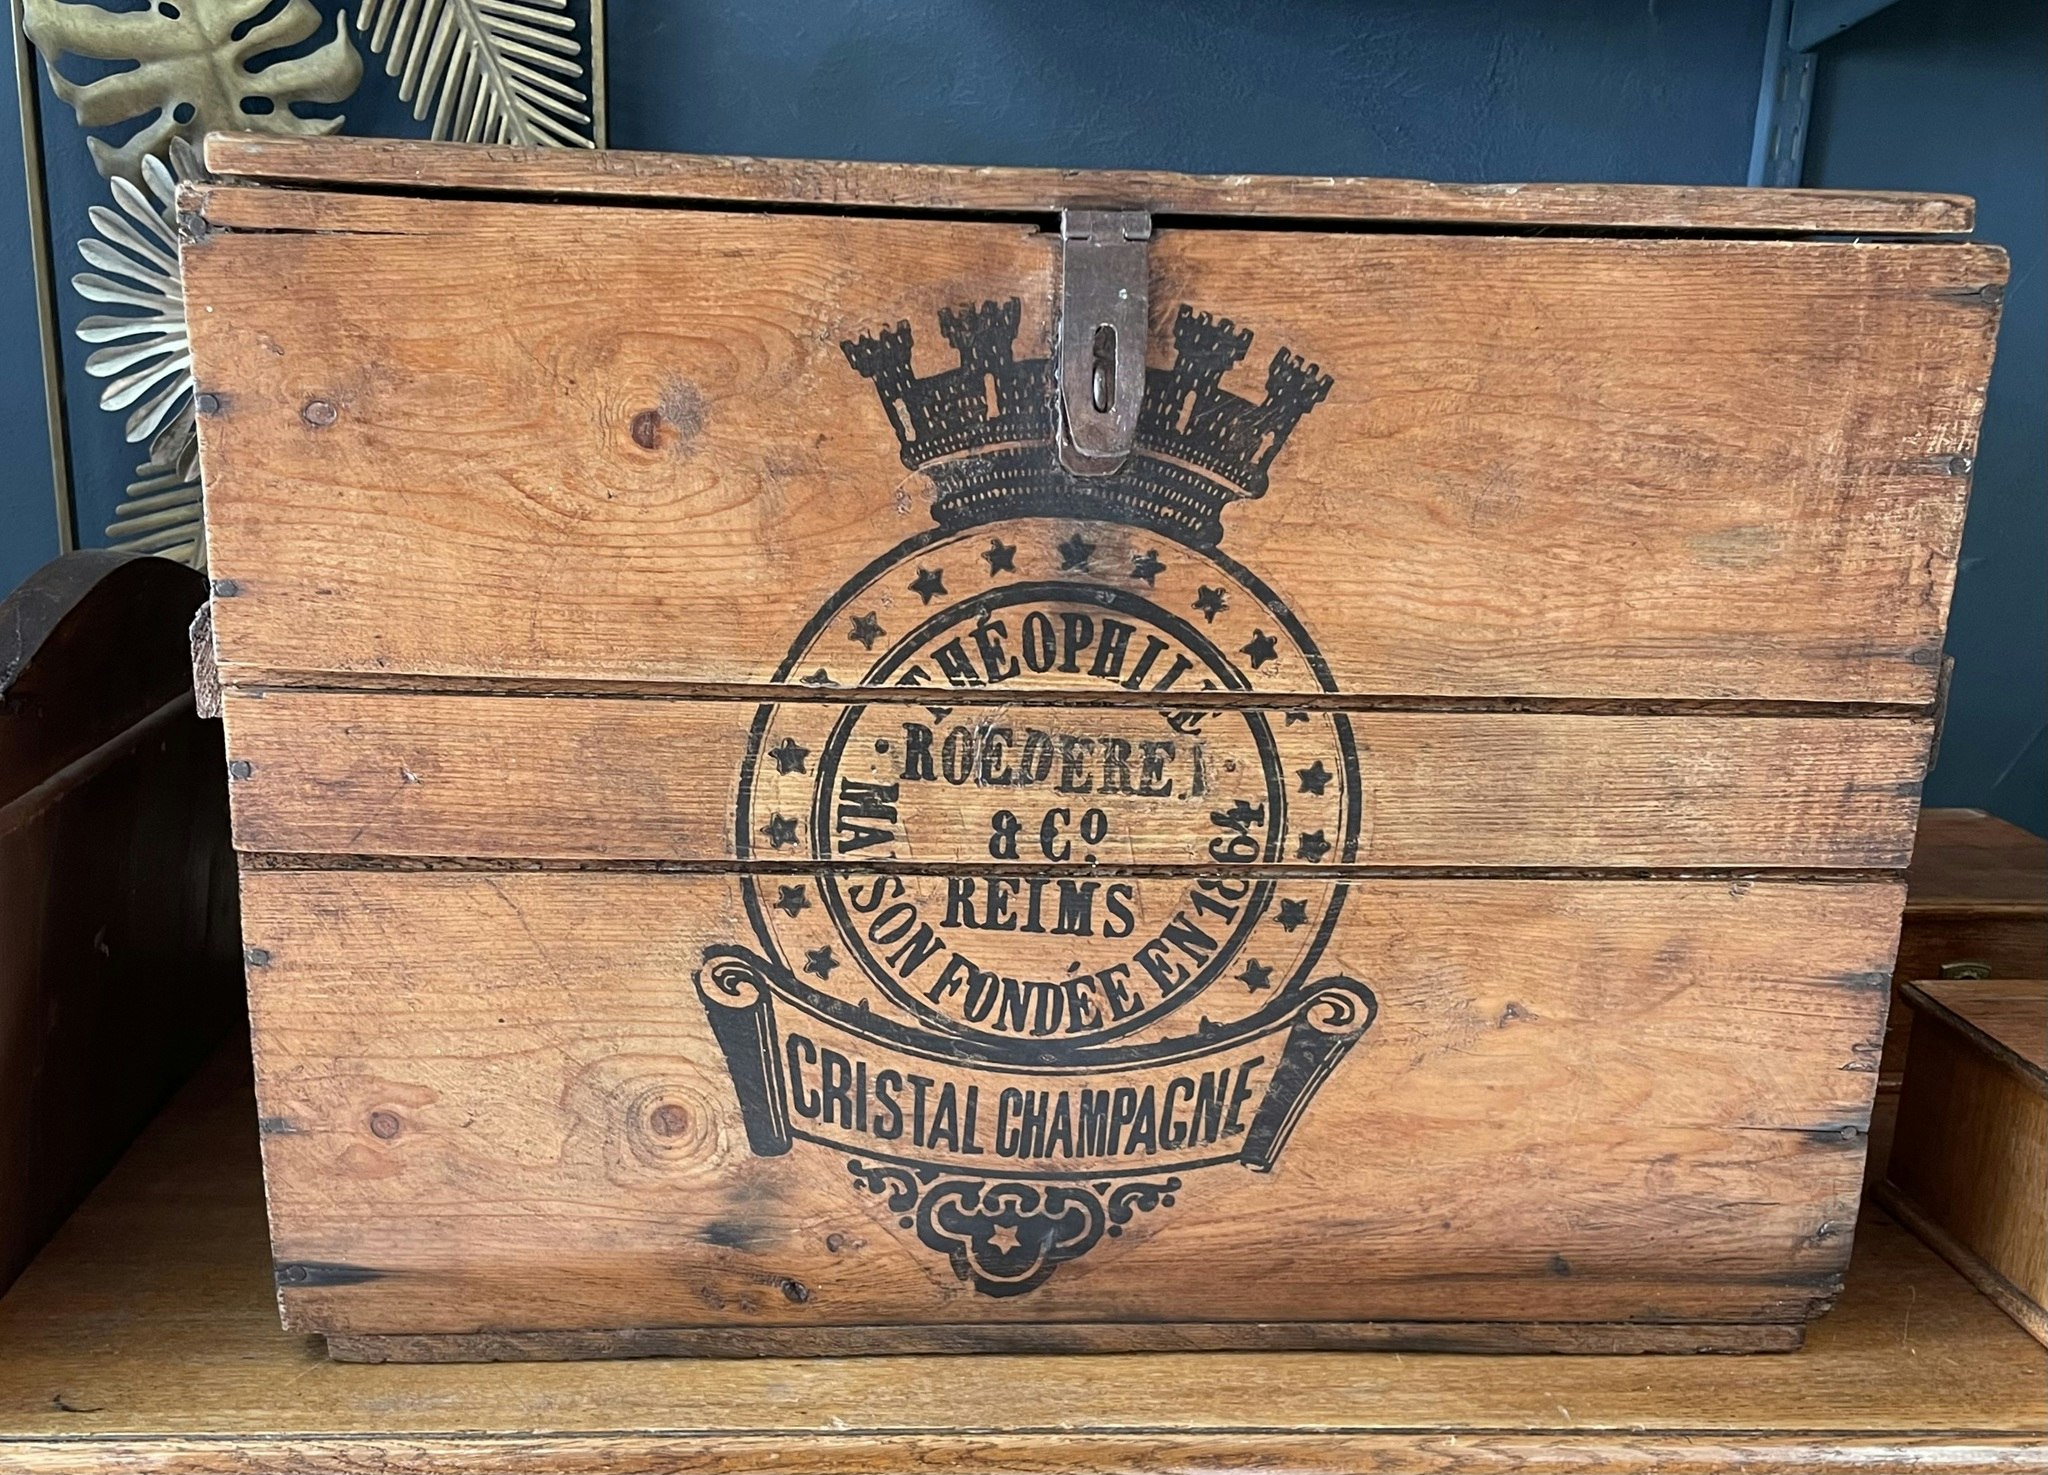 THÉOPHILE
ROEDERER
& Cº
REIMS
MAISON FONDÉE EN 1864
CRISTAL CHAMPAGNE